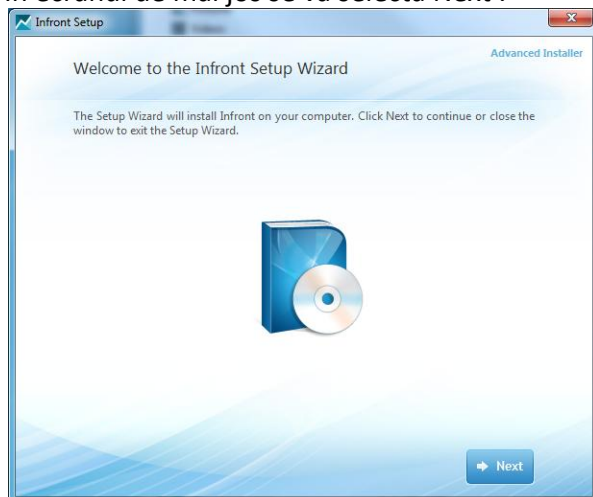 Infront Setup
Advanced Installer
Welcome to the Infront Setup Wizard
The Setup Wizard will install Infront on your computer. Click Next to continue or close the
window to exit the Setup Wizard.
Next